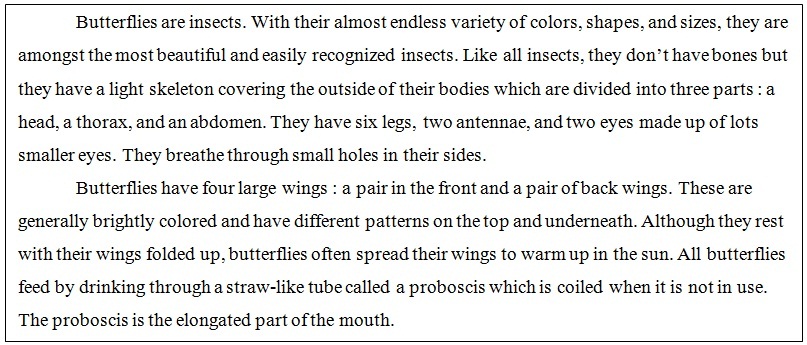 Butterflies are insects. With their almost endless variety of colors, shapes, and sizes, they are
amongst the most beautiful and easily recognized insects. Like all insects, they don't have bones but
they have a light skeleton covering the outside of their bodies which are divided into three parts : a
head, a thorax, and an abdomen. They have six legs, two antennae, and two eyes made up of lots
smaller eyes. They breathe through small holes in their sides.
Butterflies have four large wings : a pair in the front and a pair of back wings. These are
generally brightly colored and have different patterns on the top and underneath. Although they rest
with their wings folded up, butterflies often spread their wings to warm up in the sun. All butterflies
feed by drinking through a straw-like tube called a proboscis which is coiled when it is not in use.
The proboscis is the elongated part of the mouth.